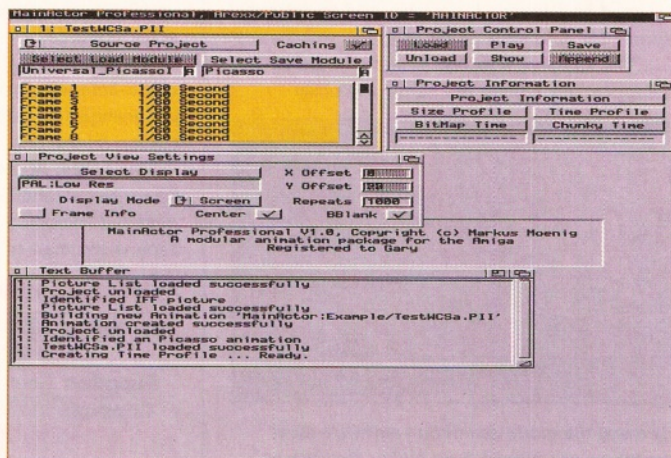 MainActor Professional, Arexx/Public Screen ID = 'MAINACTOR'
1: TestWCSa.PII
Source Project
Caching
Select Load Module
Select Save Module
Universal_Picasso
Picasso
Frame 1 1/60 Second
Frame 2 1/60 Second
Frame 3 1/60 Second
Frame 4 1/60 Second
Frame 5 1/60 Second
Frame 6 1/60 Second
Frame 7 1/60 Second
Frame 8 1/60 Second
Project Control Panel
Load Play Save
Unload Show Append
Project Information
Project Information
Size Profile Time Profile
BitMap Time Chunky Time
Project View Settings
Select Display
PAL:Low Res
Display Mode Screen
Frame Info Center
X Offset 0
Y Offset
Repeats 1000
BBlank
MainActor Professional V1.0, Copyright (c) Markus Moenig
A modular animation package for the Amiga
Registered to Gary
Text Buffer
1: Picture List loaded successfully
1: Project unloaded
1: Identified IFF picture
1: Picture List loaded successfully
1: Building new Animation 'MainActor:Example/TestWCSa.PII'
1: Animation created successfully
1: Project unloaded
1: Identified an Picasso animation
1: TestWCSa.PII loaded successfully
1: Creating Time Profile ... Ready.